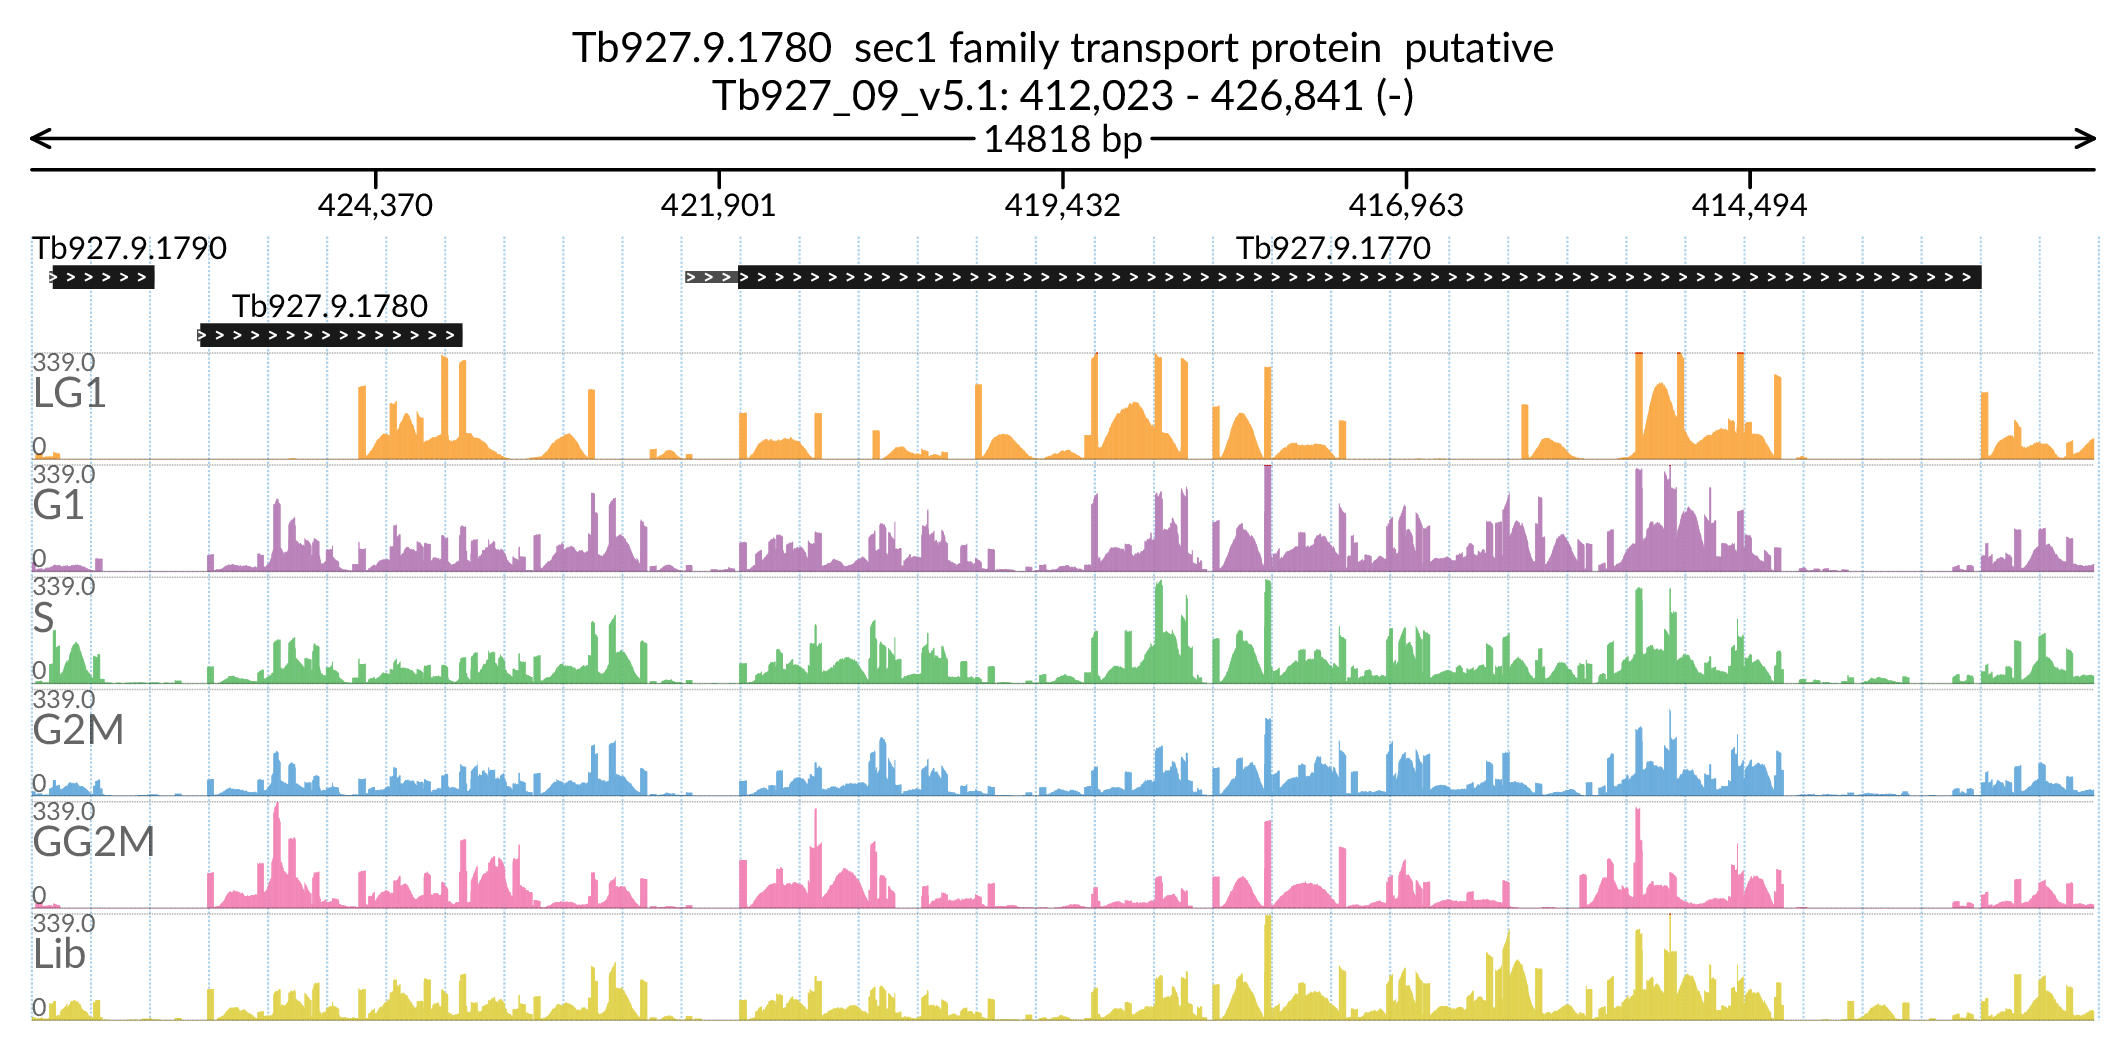 Tb927.9.1780  sec1 family transport protein  putative
Tb927_09_v5.1: 412,023 - 426,841 (-)
14818 bp
424,370 421,901 419,432 416,963 414,494
Tb927.9.1790 Tb927.9.1770
Tb927.9.1780
339.0
LG1
0
339.0
G1
0
339.0
S
0
339.0
G2M
0
339.0
GG2M
0
339.0
Lib
0